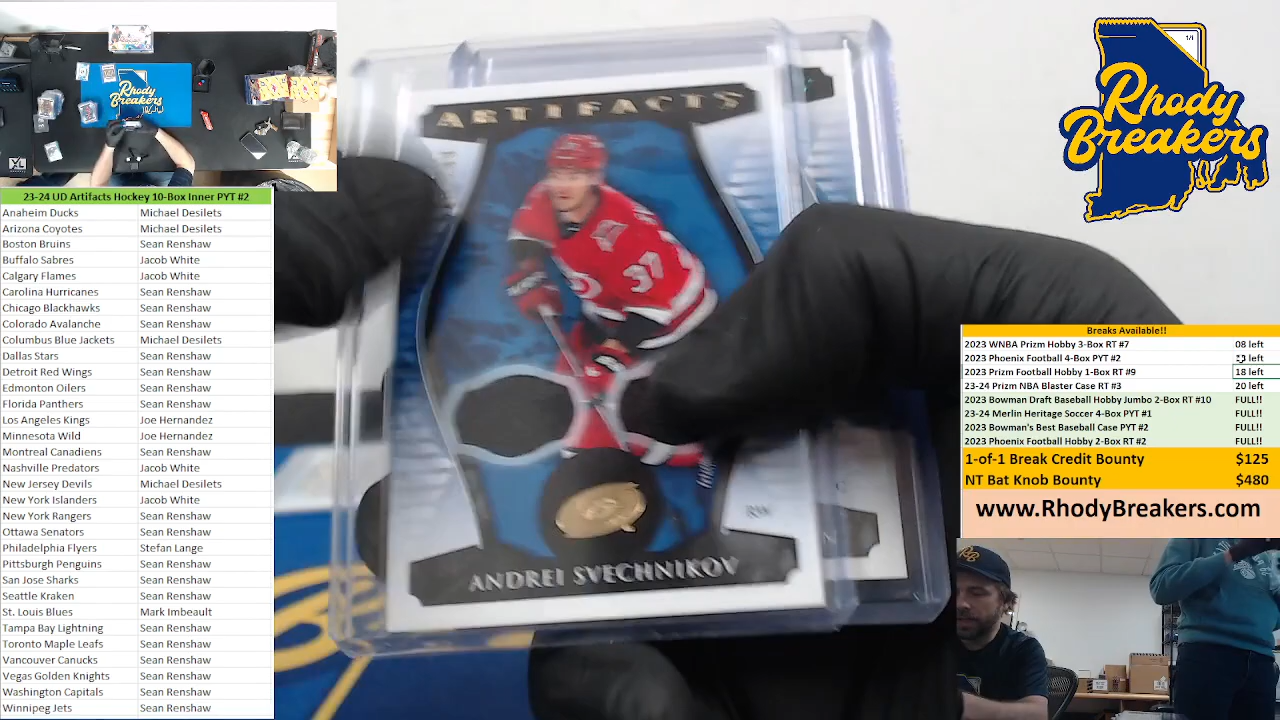 Rhody
Breakers
23-24 UD Artifacts Hockey 10-Box Inner PYT #2
Anaheim Ducks Michael Desilets
Arizona Coyotes Michael Desilets
Boston Bruins Sean Renshaw
Buffalo Sabres Jacob White
Calgary Flames Jacob White
Carolina Hurricanes Sean Renshaw
Chicago Blackhawks Sean Renshaw
Colorado Avalanche Sean Renshaw
Columbus Blue Jackets Michael Desilets
Dallas Stars Sean Renshaw
Detroit Red Wings Sean Renshaw
Edmonton Oilers Sean Renshaw
Florida Panthers Sean Renshaw
Los Angeles Kings Joe Hernandez
Minnesota Wild Joe Hernandez
Montreal Canadiens Sean Renshaw
Nashville Predators Jacob White
New Jersey Devils Michael Desilets
New York Islanders Jacob White
New York Rangers Sean Renshaw
Ottawa Senators Sean Renshaw
Philadelphia Flyers Stefan Lange
Pittsburgh Penguins Sean Renshaw
San Jose Sharks Sean Renshaw
Seattle Kraken Sean Renshaw
St. Louis Blues Mark Imbeault
Tampa Bay Lightning Sean Renshaw
Toronto Maple Leafs Sean Renshaw
Vancouver Canucks Sean Renshaw
Vegas Golden Knights Sean Renshaw
Washington Capitals Sean Renshaw
Winnipeg Jets Sean Renshaw
ARTIFACTS
37
RW
ANDREI SVECHNIKOV
1/1
Rhody
Breakers
Breaks Available!!
2023 WNBA Prizm Hobby 3-Box RT #7 08 left
2023 Phoenix Football 4-Box PYT #2 left
2023 Prizm Football Hobby 1-Box RT #9 18 left
23-24 Prizm NBA Blaster Case RT #3 20 left
2023 Bowman Draft Baseball Hobby Jumbo 2-Box RT #10 FULL!!
23-24 Merlin Heritage Soccer 4-Box PYT #1 FULL!!
2023 Bowman's Best Baseball Case PYT #2 FULL!!
2023 Phoenix Football Hobby 2-Box RT #2 FULL!!
1-of-1 Break Credit Bounty $125
NT Bat Knob Bounty $480
www.RhodyBreakers.com
RB